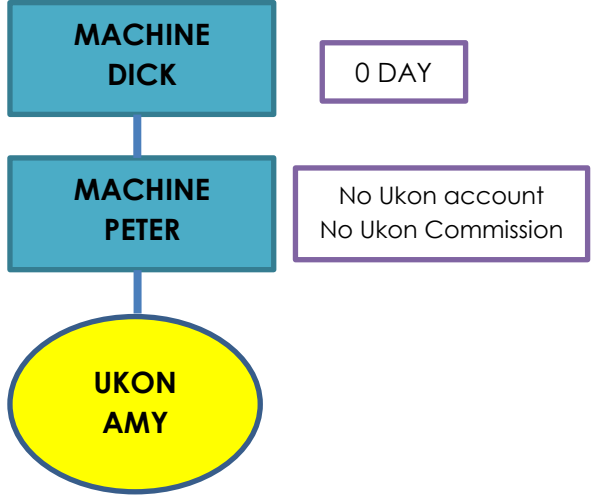 MACHINE
DICK
0 DAY
MACHINE
PETER
No Ukon account
No Ukon Commission
UKON
AMY